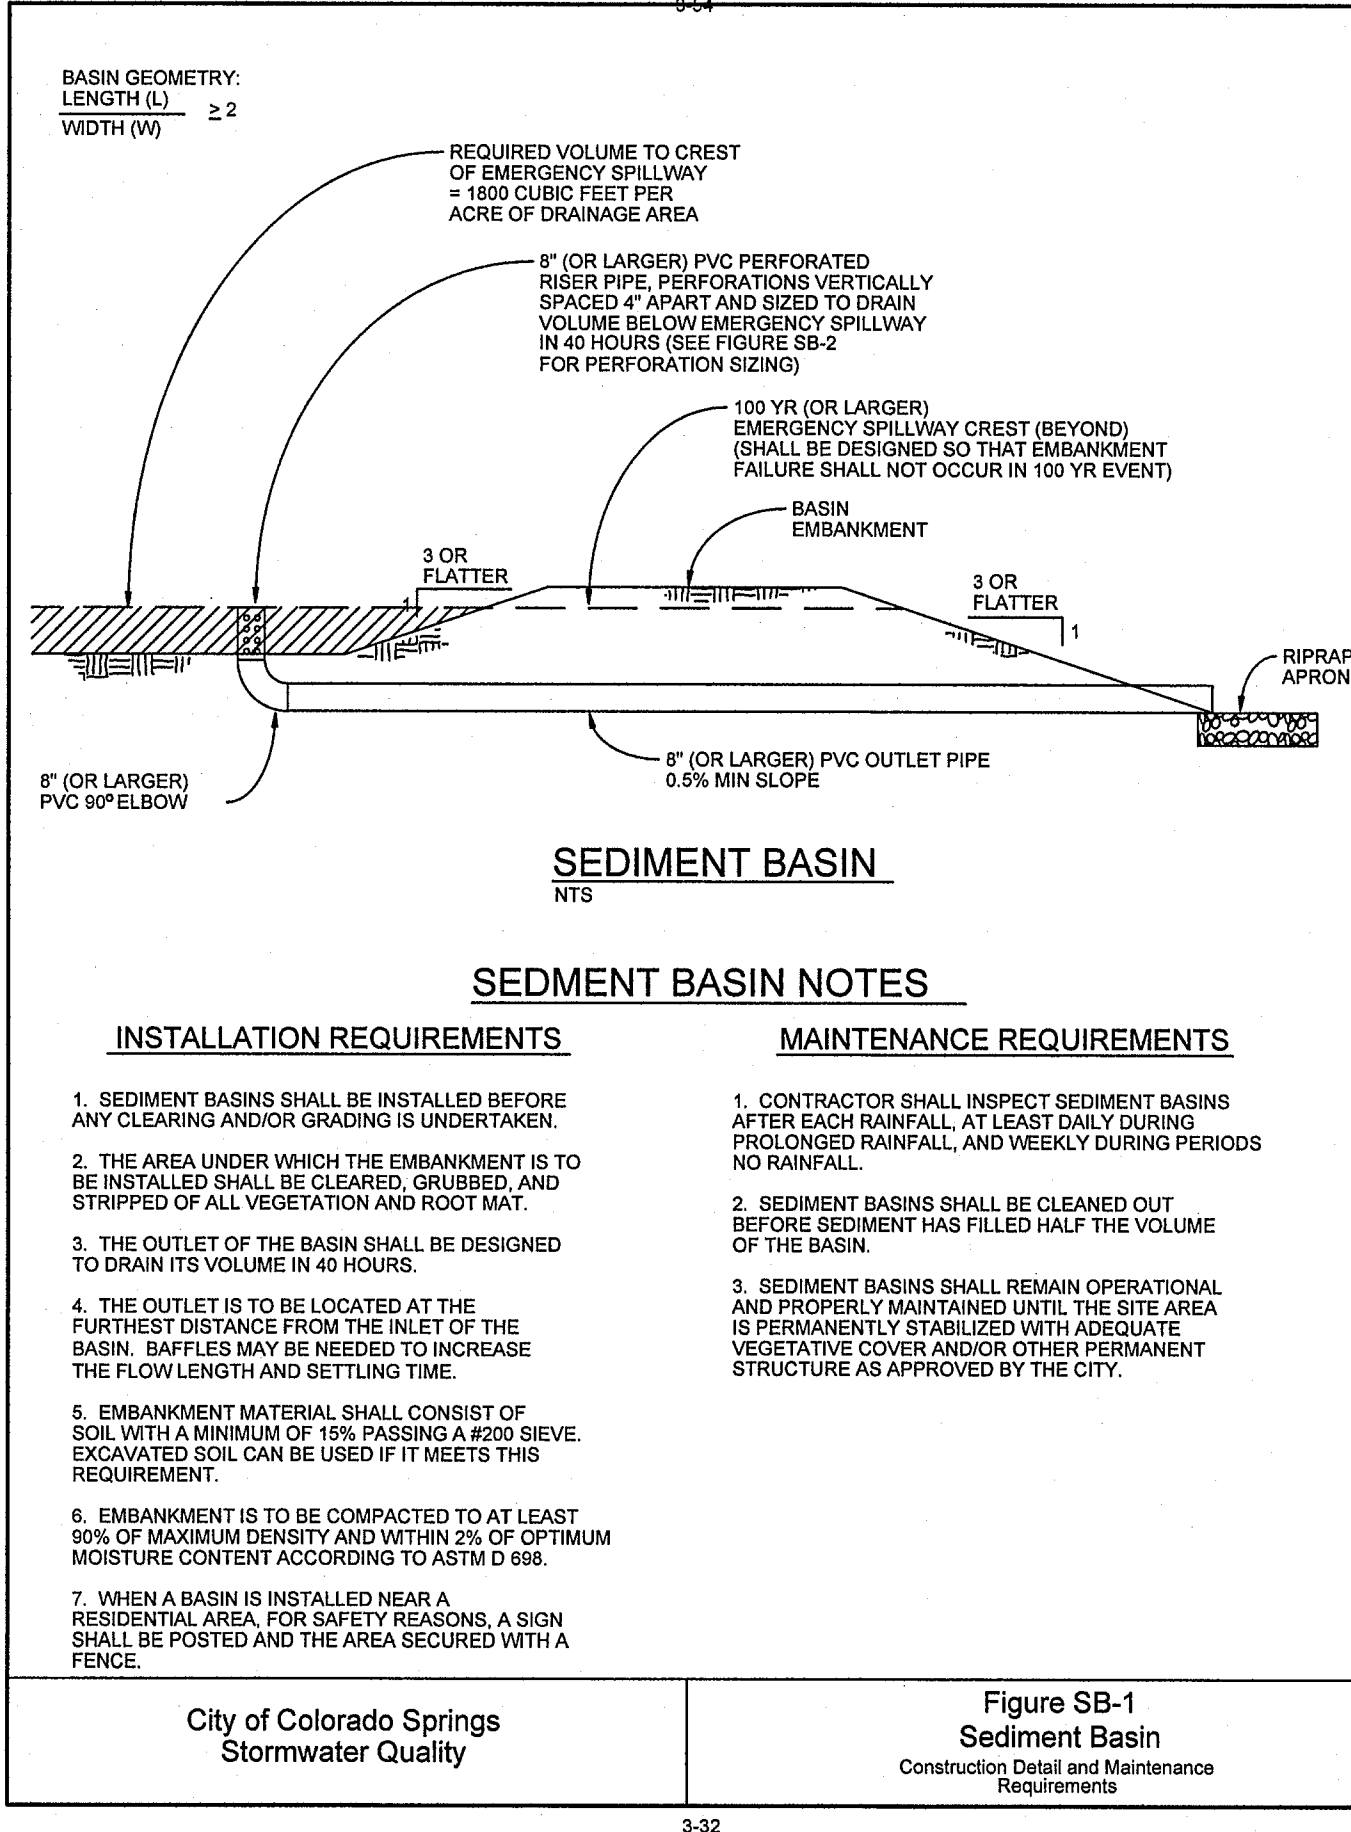 BASIN GEOMETRY:
LENGTH (L)
≥ 2
WIDTH (W)
REQUIRED VOLUME TO CREST
OF EMERGENCY SPILLWAY
= 1800 CUBIC FEET PER
ACRE OF DRAINAGE AREA
8" (OR LARGER) PVC PERFORATED
RISER PIPE, PERFORATIONS VERTICALLY
SPACED 4" APART AND SIZED TO DRAIN
VOLUME BELOW EMERGENCY SPILLWAY
IN 40 HOURS (SEE FIGURE SB-2
FOR PERFORATION SIZING)
100 YR (OR LARGER)
EMERGENCY SPILLWAY CREST (BEYOND)
(SHALL BE DESIGNED SO THAT EMBANKMENT
FAILURE SHALL NOT OCCUR IN 100 YR EVENT)
BASIN
EMBANKMENT
3 OR
FLATTER
1
3 OR
FLATTER
1
RIPRAP
APRON
8" (OR LARGER) PVC OUTLET PIPE
0.5% MIN SLOPE
8" (OR LARGER)
PVC 90º ELBOW
SEDIMENT BASIN
NTS
SEDMENT BASIN NOTES
INSTALLATION REQUIREMENTS
1. SEDIMENT BASINS SHALL BE INSTALLED BEFORE
ANY CLEARING AND/OR GRADING IS UNDERTAKEN.
2. THE AREA UNDER WHICH THE EMBANKMENT IS TO
BE INSTALLED SHALL BE CLEARED, GRUBBED, AND
STRIPPED OF ALL VEGETATION AND ROOT MAT.
3. THE OUTLET OF THE BASIN SHALL BE DESIGNED
TO DRAIN ITS VOLUME IN 40 HOURS.
4. THE OUTLET IS TO BE LOCATED AT THE
FURTHEST DISTANCE FROM THE INLET OF THE
BASIN. BAFFLES MAY BE NEEDED TO INCREASE
THE FLOW LENGTH AND SETTLING TIME.
5. EMBANKMENT MATERIAL SHALL CONSIST OF
SOIL WITH A MINIMUM OF 15% PASSING A #200 SIEVE.
EXCAVATED SOIL CAN BE USED IF IT MEETS THIS
REQUIREMENT.
6. EMBANKMENT IS TO BE COMPACTED TO AT LEAST
90% OF MAXIMUM DENSITY AND WITHIN 2% OF OPTIMUM
MOISTURE CONTENT ACCORDING TO ASTM D 698.
7. WHEN A BASIN IS INSTALLED NEAR A
RESIDENTIAL AREA, FOR SAFETY REASONS, A SIGN
SHALL BE POSTED AND THE AREA SECURED WITH A
FENCE.
MAINTENANCE REQUIREMENTS
1. CONTRACTOR SHALL INSPECT SEDIMENT BASINS
AFTER EACH RAINFALL, AT LEAST DAILY DURING
PROLONGED RAINFALL, AND WEEKLY DURING PERIODS
NO RAINFALL.
2. SEDIMENT BASINS SHALL BE CLEANED OUT
BEFORE SEDIMENT HAS FILLED HALF THE VOLUME
OF THE BASIN.
3. SEDIMENT BASINS SHALL REMAIN OPERATIONAL
AND PROPERLY MAINTAINED UNTIL THE SITE AREA
IS PERMANENTLY STABILIZED WITH ADEQUATE
VEGETATIVE COVER AND/OR OTHER PERMANENT
STRUCTURE AS APPROVED BY THE CITY.
City of Colorado Springs
Stormwater Quality
Figure SB-1
Sediment Basin
Construction Detail and Maintenance
Requirements
3-32